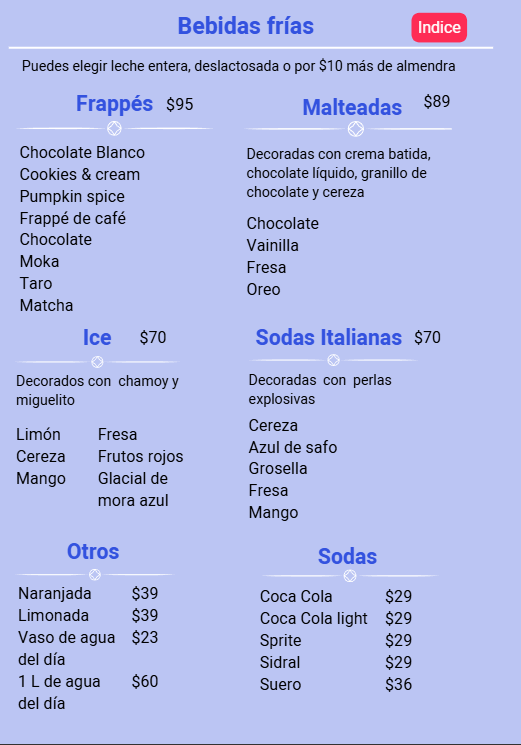 Bebidas frías
Indice
Puedes elegir leche entera, deslactosada o por $10 más de almendra
Frappés $95
Chocolate Blanco
Cookies & cream
Pumpkin spice
Frappé de café
Chocolate
Moka
Taro
Matcha
Malteadas $89
Decoradas con crema batida,
chocolate líquido, granillo de
chocolate y cereza
Chocolate
Vainilla
Fresa
Oreo
Ice $70
Decorados con chamoy y
miguelito
Limón Fresa
Cereza Frutos rojos
Mango Glacial de
mora azul
Sodas Italianas $70
Decoradas con perlas
explosivas
Cereza
Azul de safo
Grosella
Fresa
Mango
Otros
Naranjada $39
Limonada $39
Vaso de agua $23
del día
1 L de agua $60
del día
Sodas
Coca Cola $29
Coca Cola light $29
Sprite $29
Sidral $29
Suero $36